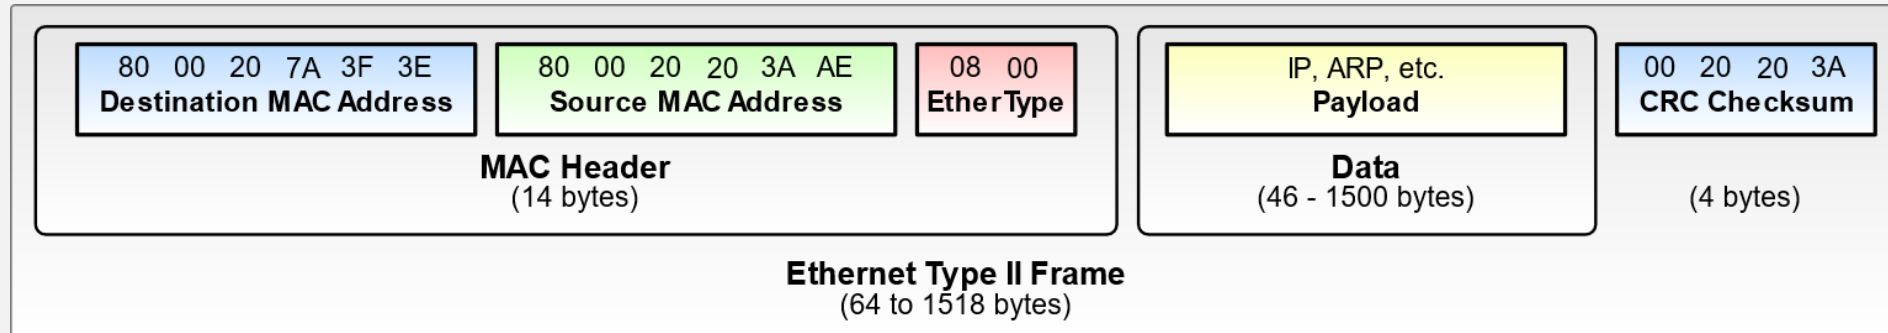 80 00 20 7A 3F 3E
Destination MAC Address
80 00 20 20 3A AE
Source MAC Address
08 00
EtherType
MAC Header
(14 bytes)
IP, ARP, etc.
Payload
Data
(46 - 1500 bytes)
00 20 20 3A
CRC Checksum
(4 bytes)
Ethernet Type II Frame
(64 to 1518 bytes)